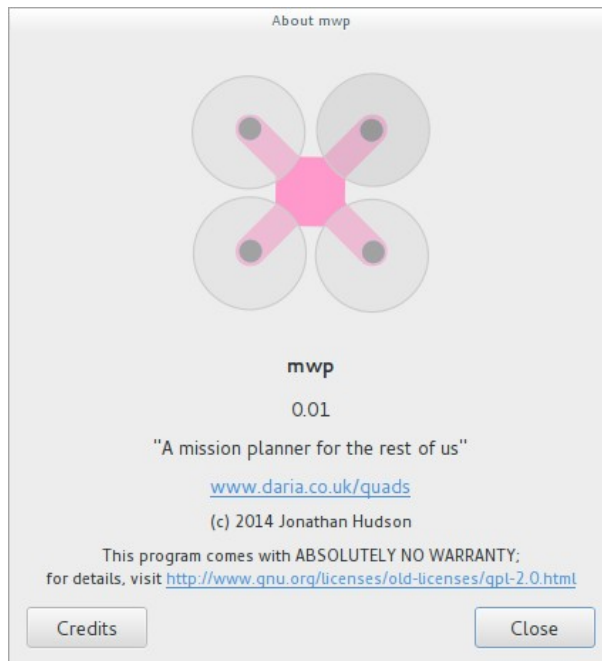 About mwp
mwp
0.01
"A mission planner for the rest of us"
www.daria.co.uk/quads
(c) 2014 Jonathan Hudson
This program comes with ABSOLUTELY NO WARRANTY;
for details, visit http://www.gnu.org/licenses/old-licenses/gpl-2.0.html
Credits
Close